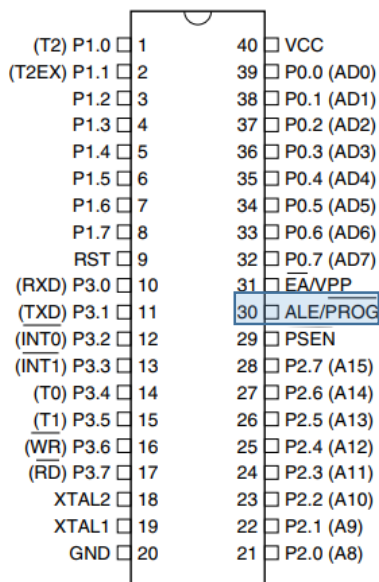 (T2) P1.0 1 40 VCC
(T2EX) P1.1 2 39 P0.0 (AD0)
P1.2 3 38 P0.1 (AD1)
P1.3 4 37 P0.2 (AD2)
P1.4 5 36 P0.3 (AD3)
P1.5 6 35 P0.4 (AD4)
P1.6 7 34 P0.5 (AD5)
P1.7 8 33 P0.6 (AD6)
RST 9 32 P0.7 (AD7)
(RXD) P3.0 10 31 E̅A̅/VPP
(TXD) P3.1 11 30 ALE/P̅R̅O̅G̅
(I̅N̅T̅0̅) P3.2 12 29 P̅S̅E̅N̅
(I̅N̅T̅1̅) P3.3 13 28 P2.7 (A15)
(T0) P3.4 14 27 P2.6 (A14)
(T1) P3.5 15 26 P2.5 (A13)
(W̅R̅) P3.6 16 25 P2.4 (A12)
(R̅D̅) P3.7 17 24 P2.3 (A11)
XTAL2 18 23 P2.2 (A10)
XTAL1 19 22 P2.1 (A9)
GND 20 21 P2.0 (A8)